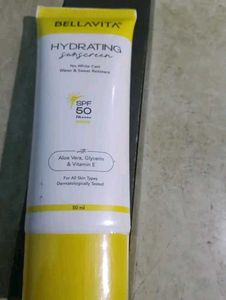 BELLAVITA
HYDRATING
sunscreen
No White Cast
Water & Sweat Resistant
SPF
50
PA++++
with
Aloe Vera, Glycerin
& Vitamin E
For All Skin Types
Dermatologically Tested
50 ml